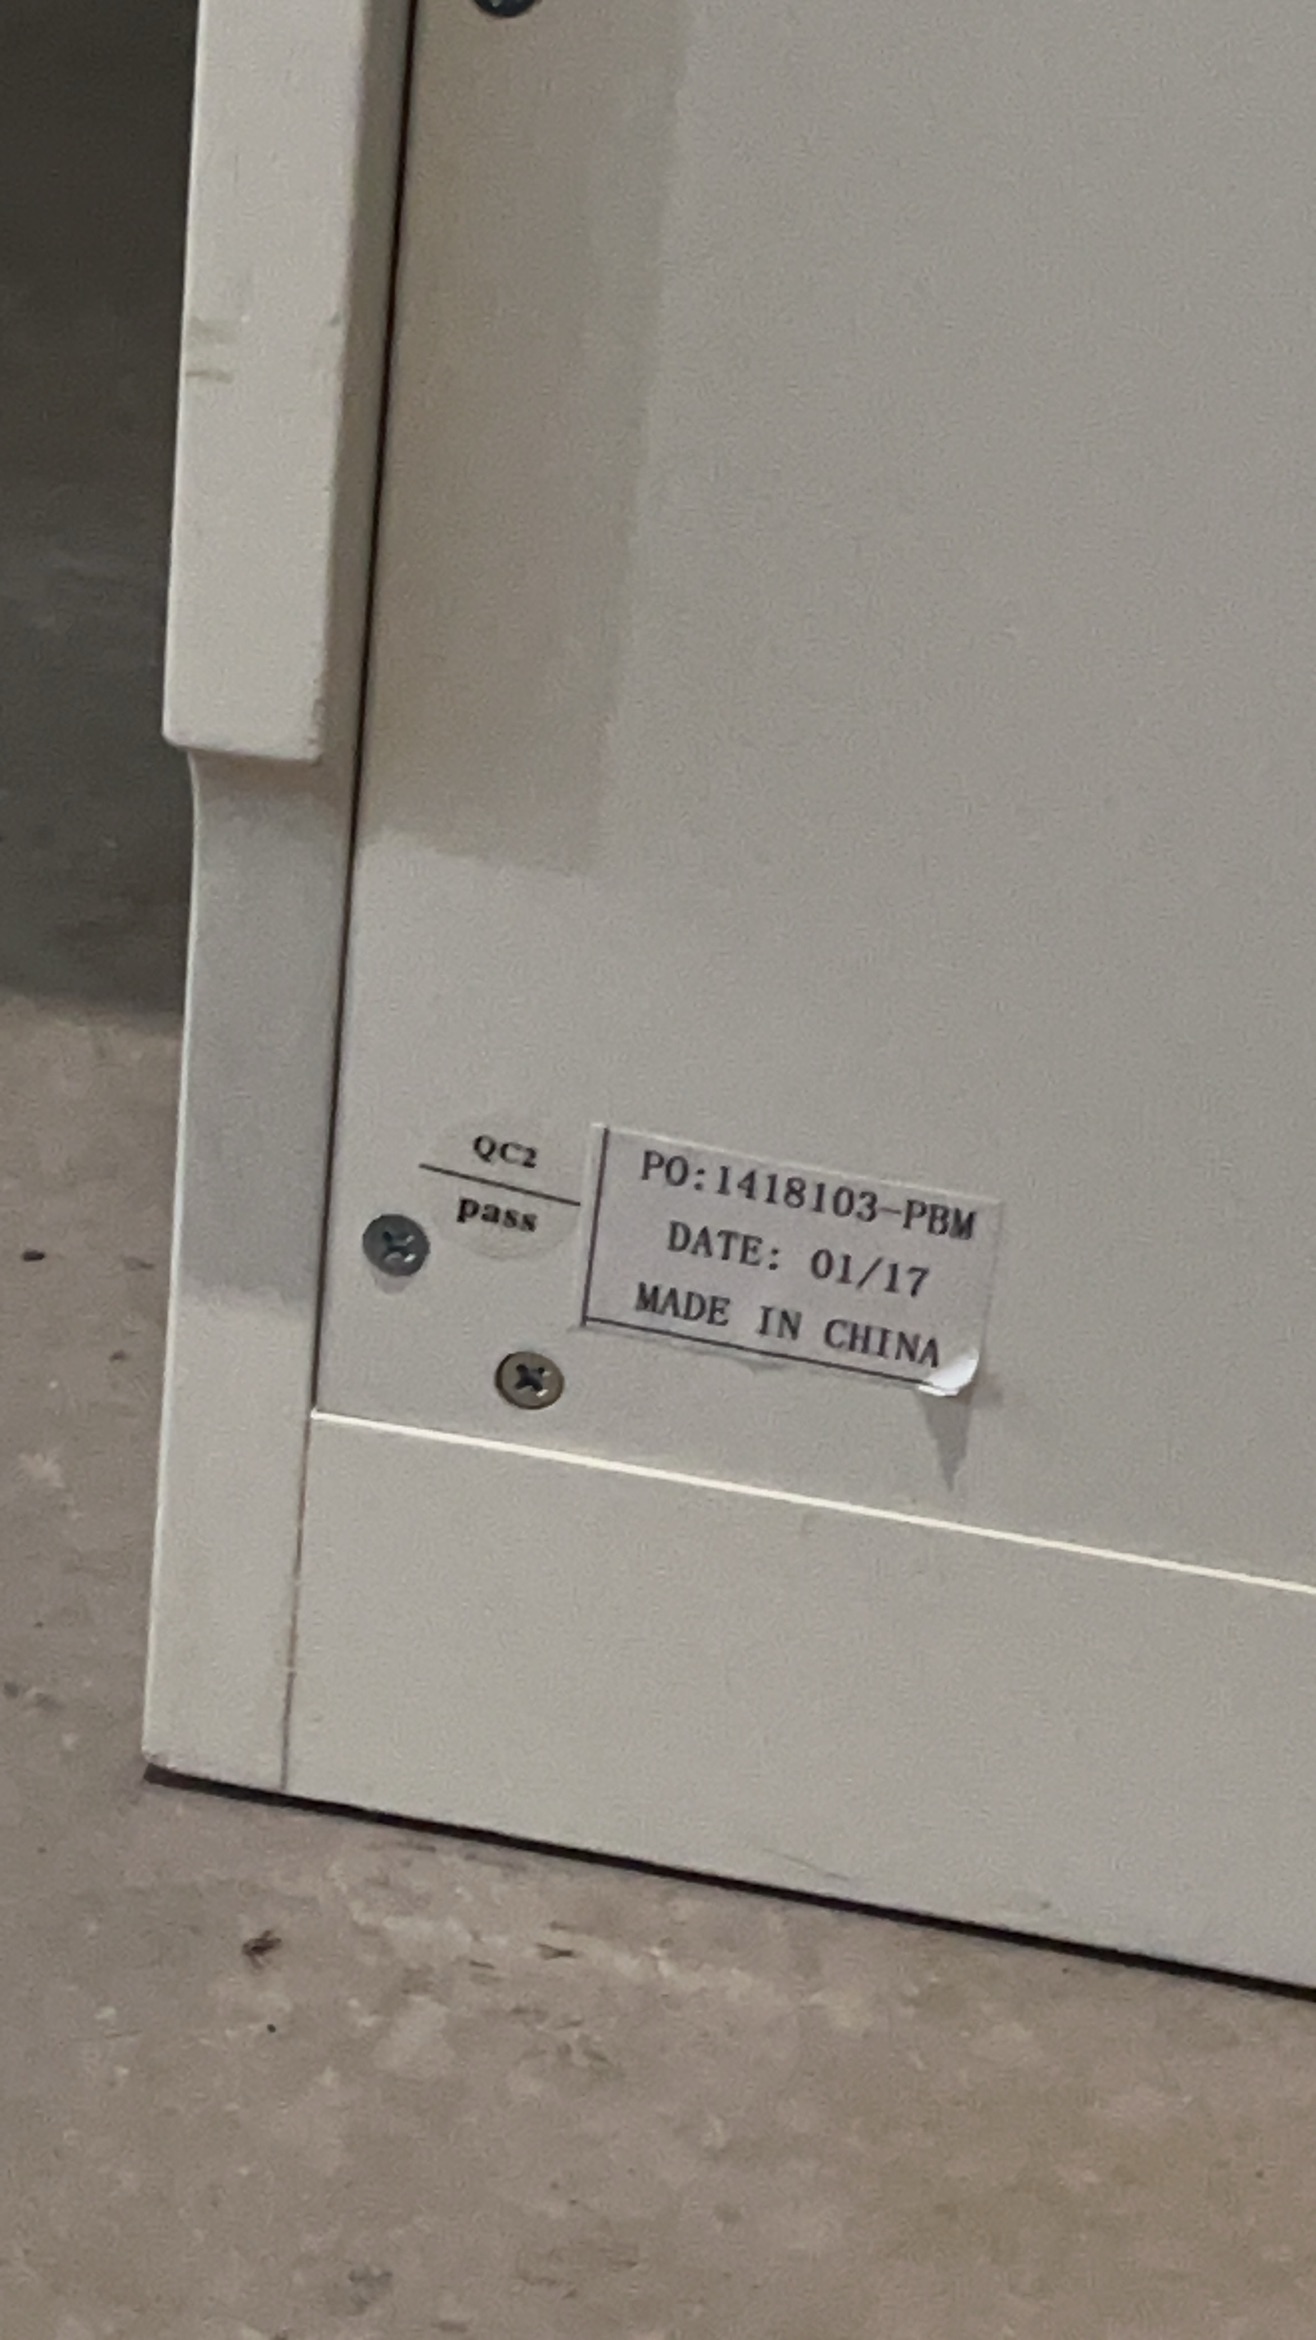 QC2
pass
PO:1418103-PBM
DATE: 01/17
MADE IN CHINA